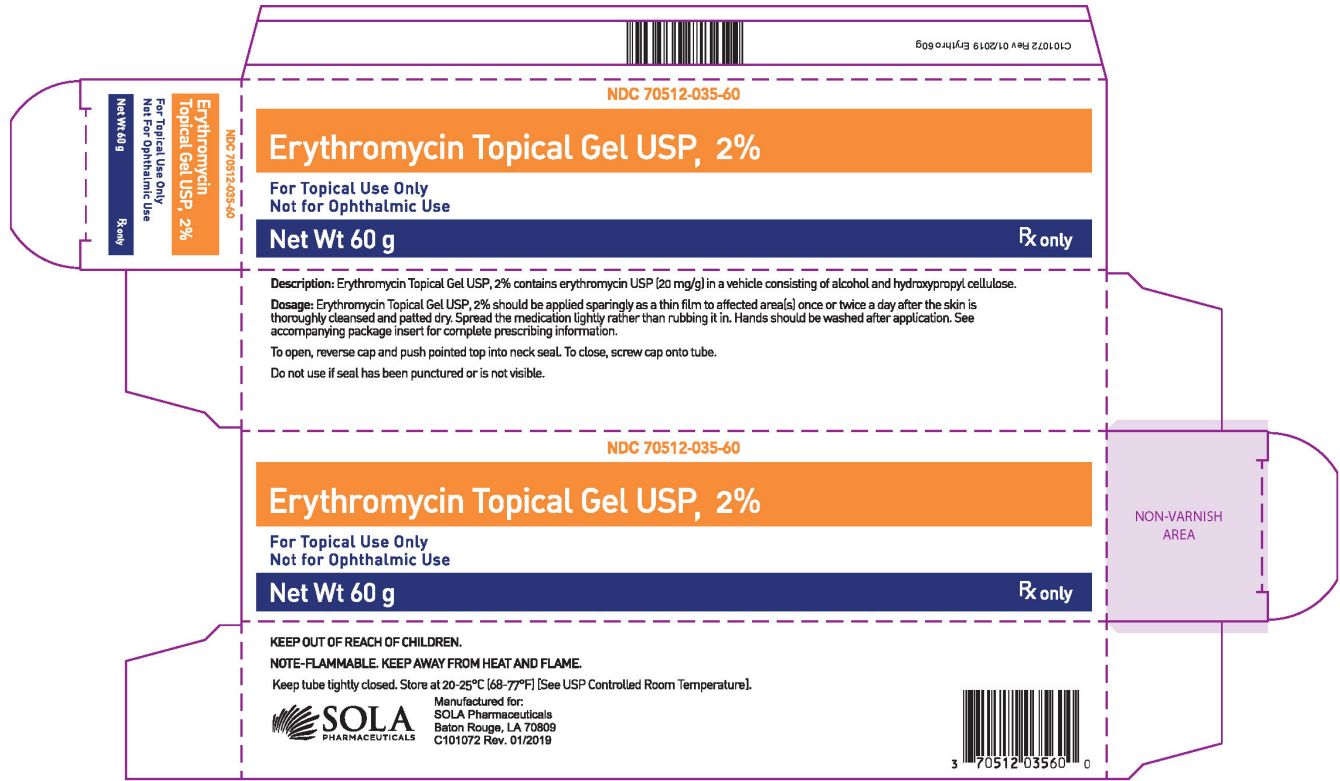 C101072 Rev 01/2019 Erythro 60g
NDC 70512-035-60
Erythromycin Topical Gel USP, 2%
For Topical Use Only
Not for Ophthalmic Use
Net Wt 60 g
Rx only
NDC 70512-035-60
Erythromycin
Topical Gel USP, 2%
For Topical Use Only
Not For Ophthalmic Use
Net Wt 60 g
Rx only
Description: Erythromycin Topical Gel USP, 2% contains erythromycin USP (20 mg/g) in a vehicle consisting of alcohol and hydroxypropyl cellulose.
Dosage: Erythromycin Topical Gel USP, 2% should be applied sparingly as a thin film to affected area(s) once or twice a day after the skin is
thoroughly cleansed and patted dry. Spread the medication lightly rather than rubbing it in. Hands should be washed after application. See
accompanying package insert for complete prescribing information.
To open, reverse cap and push pointed top into neck seal. To close, screw cap onto tube.
Do not use if seal has been punctured or is not visible.
NDC 70512-035-60
Erythromycin Topical Gel USP, 2%
For Topical Use Only
Not for Ophthalmic Use
Net Wt 60 g
Rx only
NON-VARNISH
AREA
KEEP OUT OF REACH OF CHILDREN.
NOTE-FLAMMABLE. KEEP AWAY FROM HEAT AND FLAME.
Keep tube tightly closed. Store at 20-25°C (68-77°F) [See USP Controlled Room Temperature].
SOLA
PHARMACEUTICALS
Manufactured for:
SOLA Pharmaceuticals
Baton Rouge, LA 70809
C101072 Rev. 01/2019
3 70512 03560 0